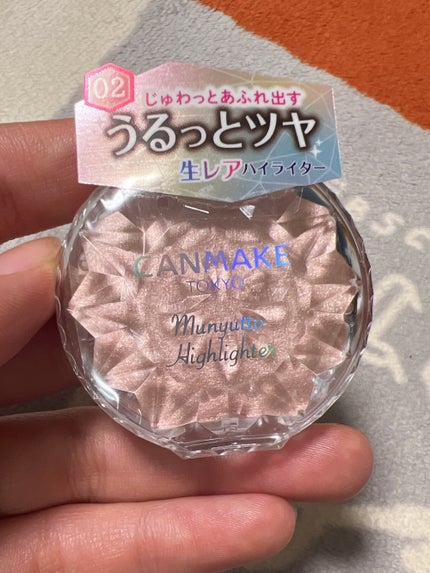 02
じゅわっとあふれ出す
うるっとツヤ
生レアハイライター
CANMAKE
TOKYO
Munyutto
Highlighter